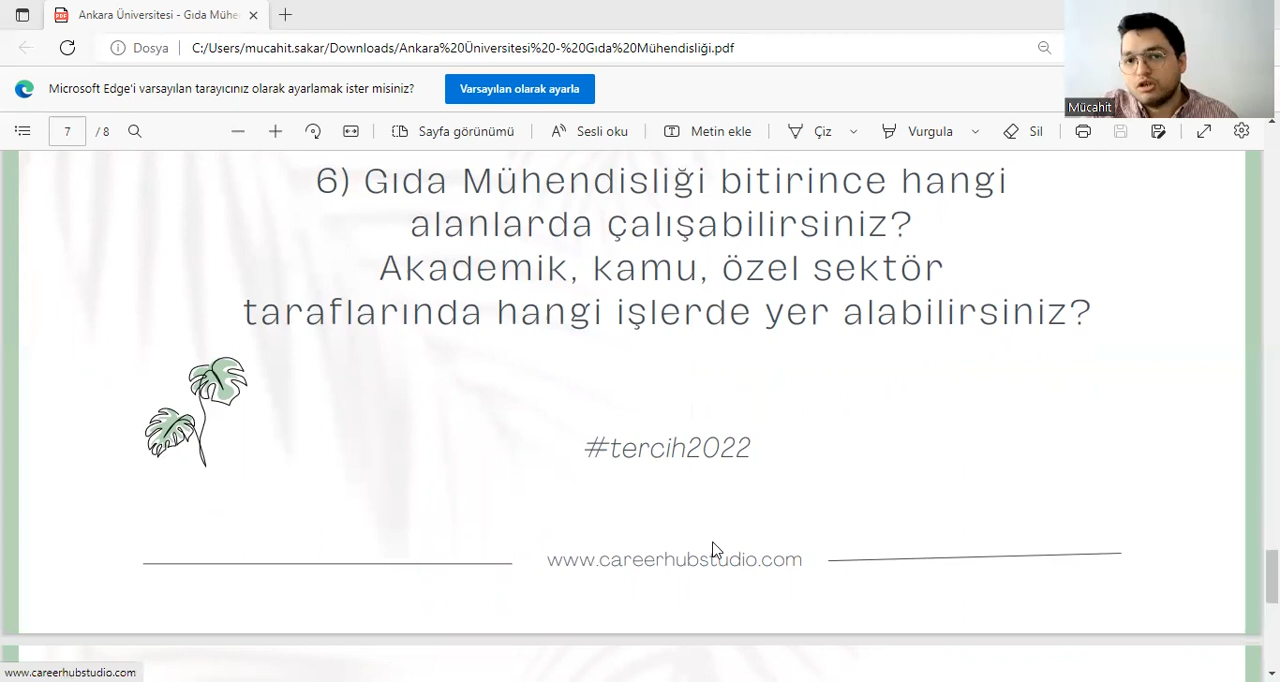 Ankara Üniversitesi - Gıda Mühe
Dosya
C:/Users/mucahit.sakar/Downloads/Ankara%20Üniversitesi%20-%20Gıda%20Mühendisliği.pdf
Microsoft Edge'i varsayılan tarayıcınız olarak ayarlamak ister misiniz?
Varsayılan olarak ayarla
Mücahit
7 / 8
Sayfa görünümü
Sesli oku
Metin ekle
Çiz
Vurgula
Sil
6) Gıda Mühendisliği bitirince hangi
alanlarda çalışabilirsiniz?
Akademik, kamu, özel sektör
taraflarında hangi işlerde yer alabilirsiniz?
#tercih2022
www.careerhubstudio.com
www.careerhubstudio.com